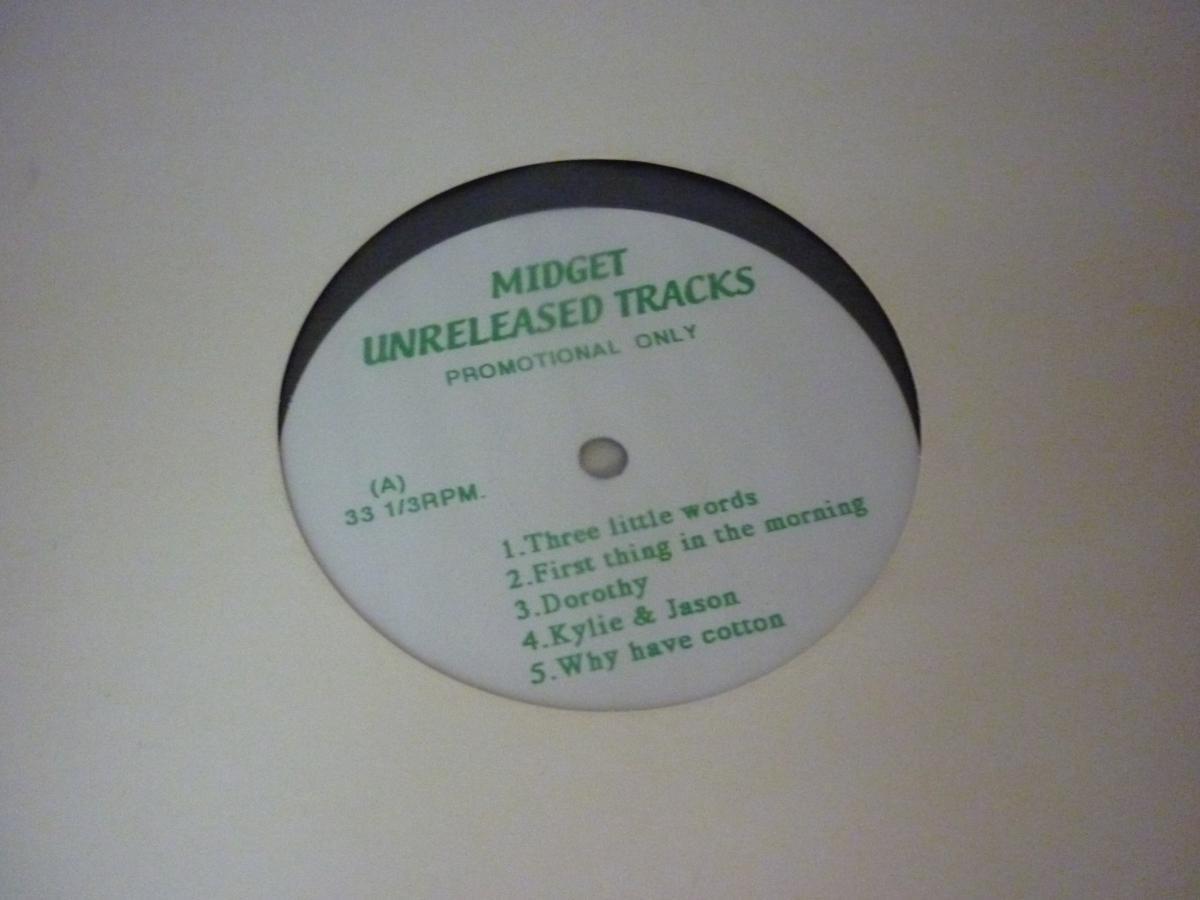 MIDGET
UNRELEASED TRACKS
PROMOTIONAL ONLY
(A)
33 1/3RPM.
1.Three little words
2.First thing in the morning
3.Dorothy
4.Kylie & Jason
5.Why have cotton